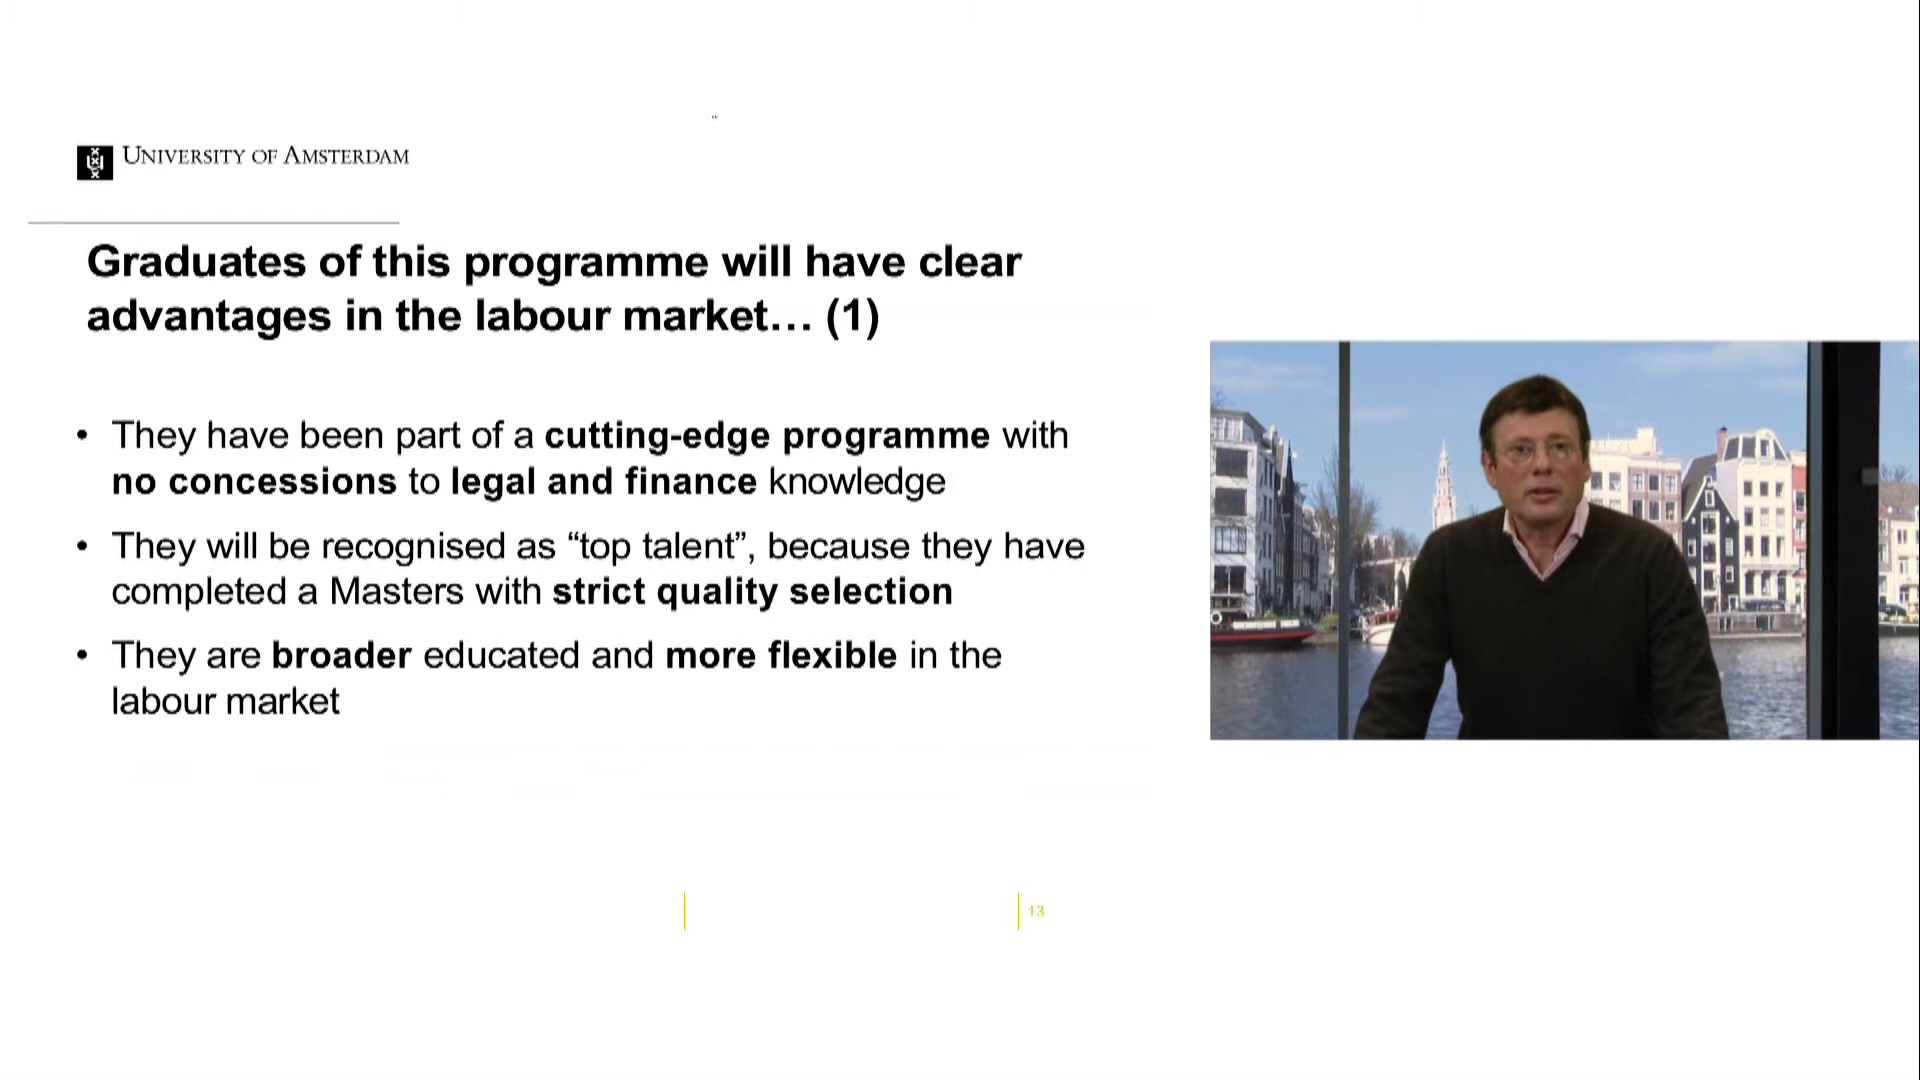 UNIVERSITY OF AMSTERDAM
Graduates of this programme will have clear
advantages in the labour market… (1)
• They have been part of a cutting-edge programme with
no concessions to legal and finance knowledge
• They will be recognised as “top talent”, because they have
completed a Masters with strict quality selection
• They are broader educated and more flexible in the
labour market
13